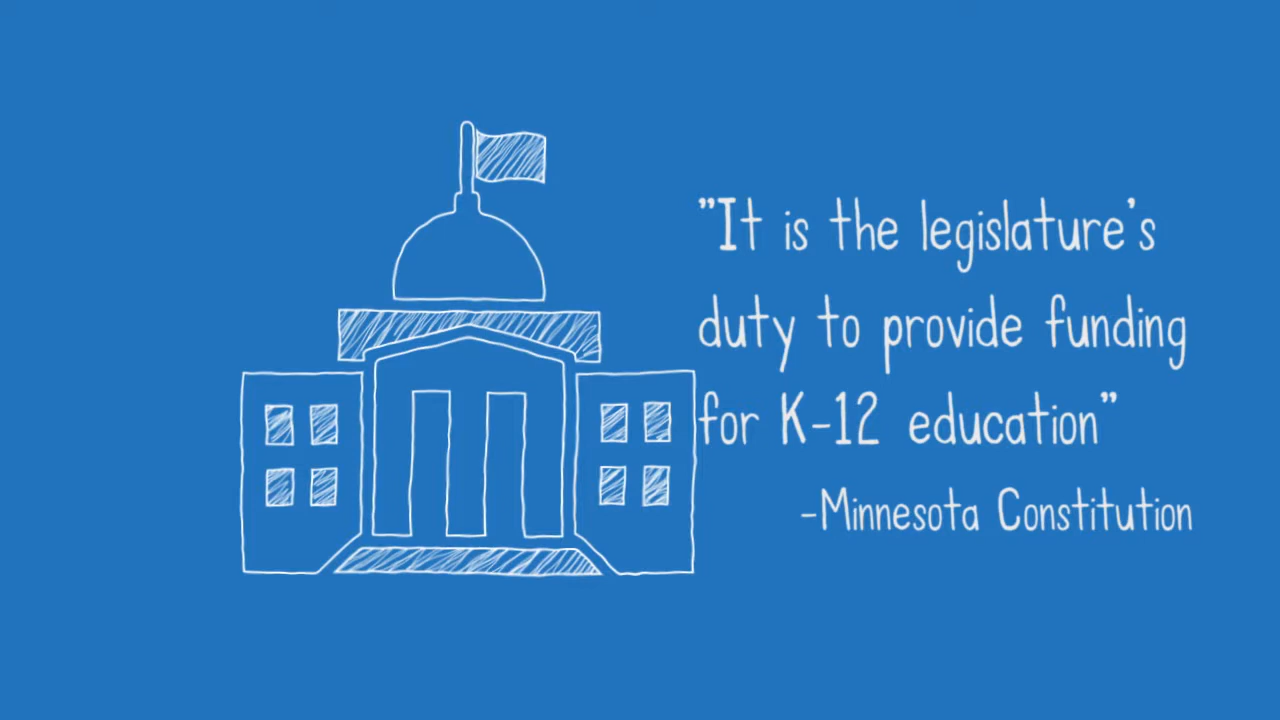 "It is the legislature's
duty to provide funding
for K-12 education"
-Minnesota Constitution